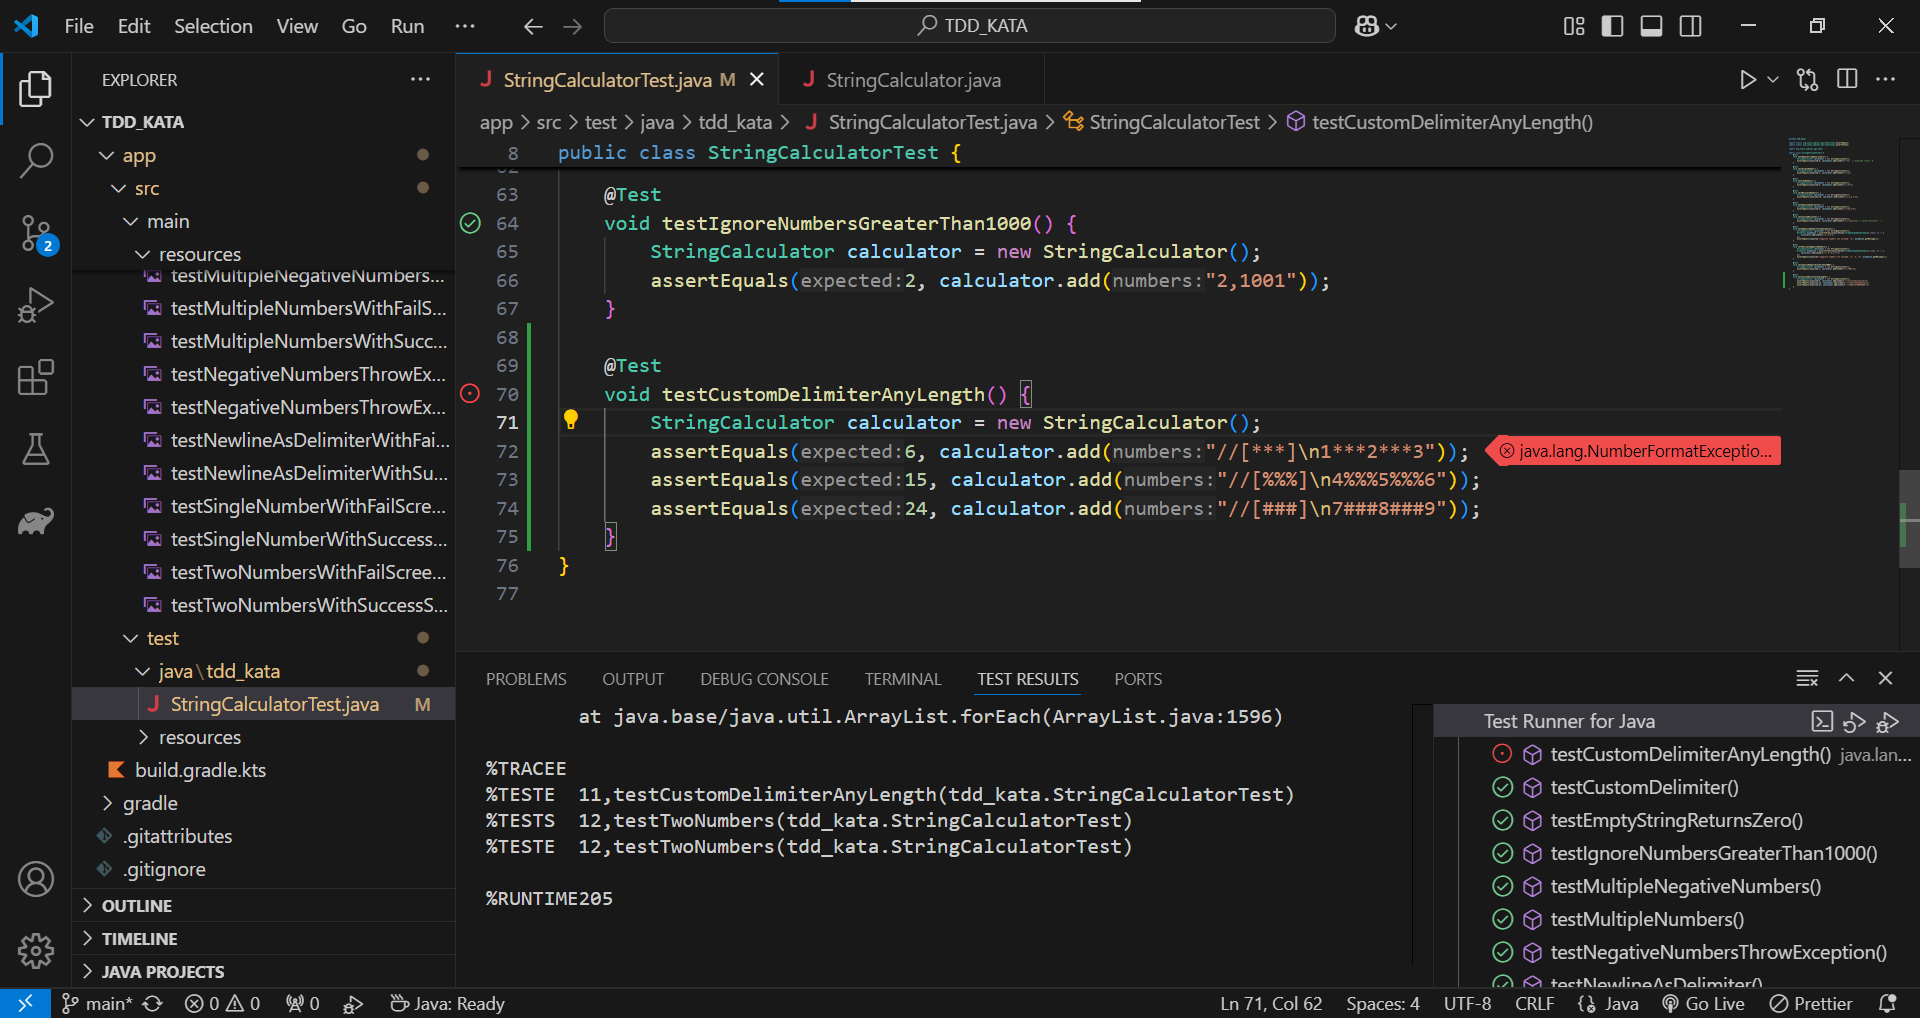 File Edit Selection View Go Run ··· TDD_KATA
EXPLORER
TDD_KATA
app
src
main
resources
testMultipleNegativeNumbers...
testMultipleNumbersWithFailS...
testMultipleNumbersWithSucc...
testNegativeNumbersThrowEx...
testNegativeNumbersThrowEx...
testNewlineAsDelimiterWithFai...
testNewlineAsDelimiterWithSu...
testSingleNumberWithFailScre...
testSingleNumberWithSuccess...
testTwoNumbersWithFailScree...
testTwoNumbersWithSuccessS...
test
java\tdd_kata
StringCalculatorTest.java M
resources
build.gradle.kts
gradle
.gitattributes
.gitignore
OUTLINE
TIMELINE
JAVA PROJECTS
2
StringCalculatorTest.java M
StringCalculator.java
app > src > test > java > tdd_kata > StringCalculatorTest.java > StringCalculatorTest > testCustomDelimiterAnyLength()
8 public class StringCalculatorTest {
63 @Test
64 void testIgnoreNumbersGreaterThan1000() {
65 StringCalculator calculator = new StringCalculator();
66 assertEquals(expected:2, calculator.add(numbers:"2,1001"));
67 }
68
69 @Test
70 void testCustomDelimiterAnyLength() {
71 StringCalculator calculator = new StringCalculator();
72 assertEquals(expected:6, calculator.add(numbers:"//[***]\n1***2***3")); java.lang.NumberFormatExceptio...
73 assertEquals(expected:15, calculator.add(numbers:"//[%%%]\n4%%%5%%%6"));
74 assertEquals(expected:24, calculator.add(numbers:"//[###]\n7###8###9"));
75 }
76 }
77
PROBLEMS OUTPUT DEBUG CONSOLE TERMINAL TEST RESULTS PORTS
at java.base/java.util.ArrayList.forEach(ArrayList.java:1596)
%TRACEE
%TESTE 11,testCustomDelimiterAnyLength(tdd_kata.StringCalculatorTest)
%TESTS 12,testTwoNumbers(tdd_kata.StringCalculatorTest)
%TESTE 12,testTwoNumbers(tdd_kata.StringCalculatorTest)
%RUNTIME205
Test Runner for Java
testCustomDelimiterAnyLength() java.lan...
testCustomDelimiter()
testEmptyStringReturnsZero()
testIgnoreNumbersGreaterThan1000()
testMultipleNegativeNumbers()
testMultipleNumbers()
testNegativeNumbersThrowException()
testNewlineAsDelimiter()
main* 0 0 0 Java: Ready Ln 71, Col 62 Spaces: 4 UTF-8 CRLF Java Go Live Prettier